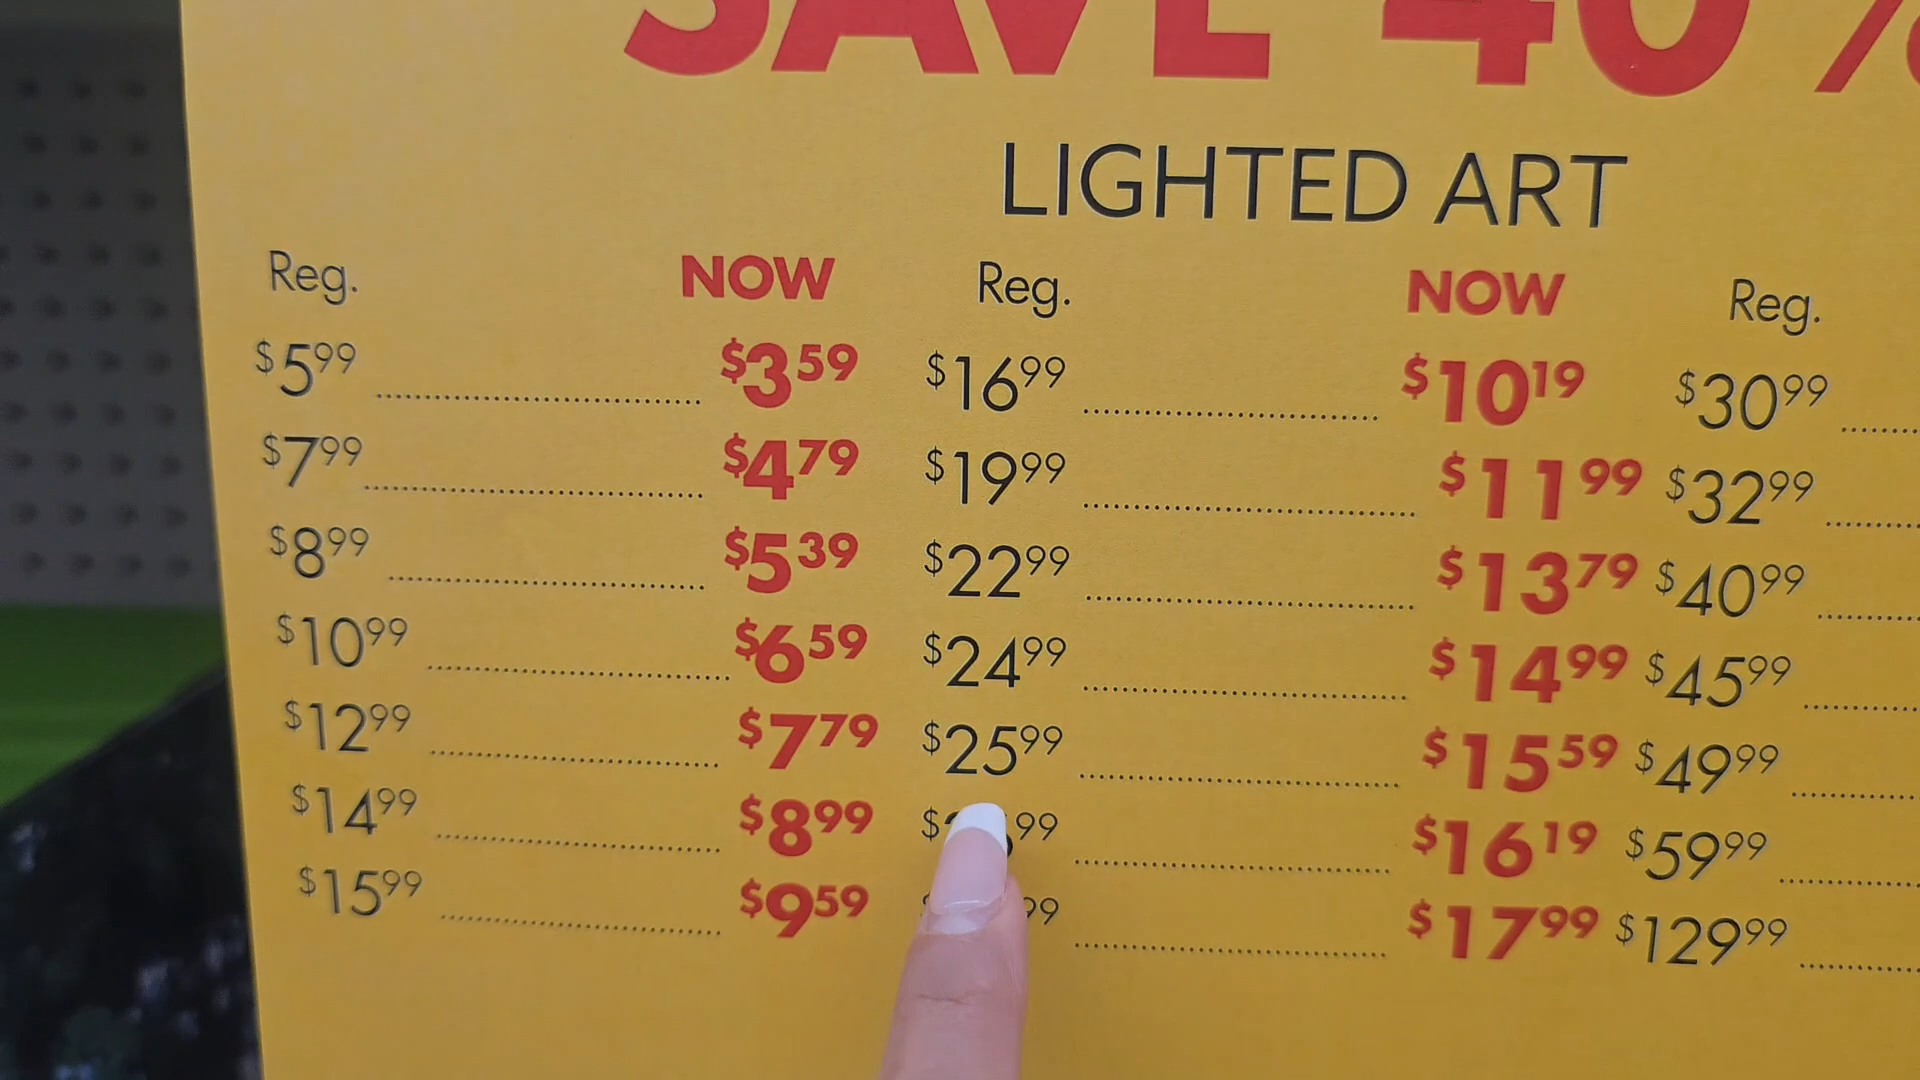 SAVE 40%
LIGHTED ART
Reg. NOW Reg. NOW Reg.
$5.99 $3.59 $16.99 $10.19 $30.99
$7.99 $4.79 $19.99 $11.99 $32.99
$8.99 $5.39 $22.99 $13.79 $40.99
$10.99 $6.59 $24.99 $14.99 $45.99
$12.99 $7.79 $25.99 $15.59 $49.99
$14.99 $8.99 $16.19 $59.99
$15.99 $9.59 $17.99 $129.99